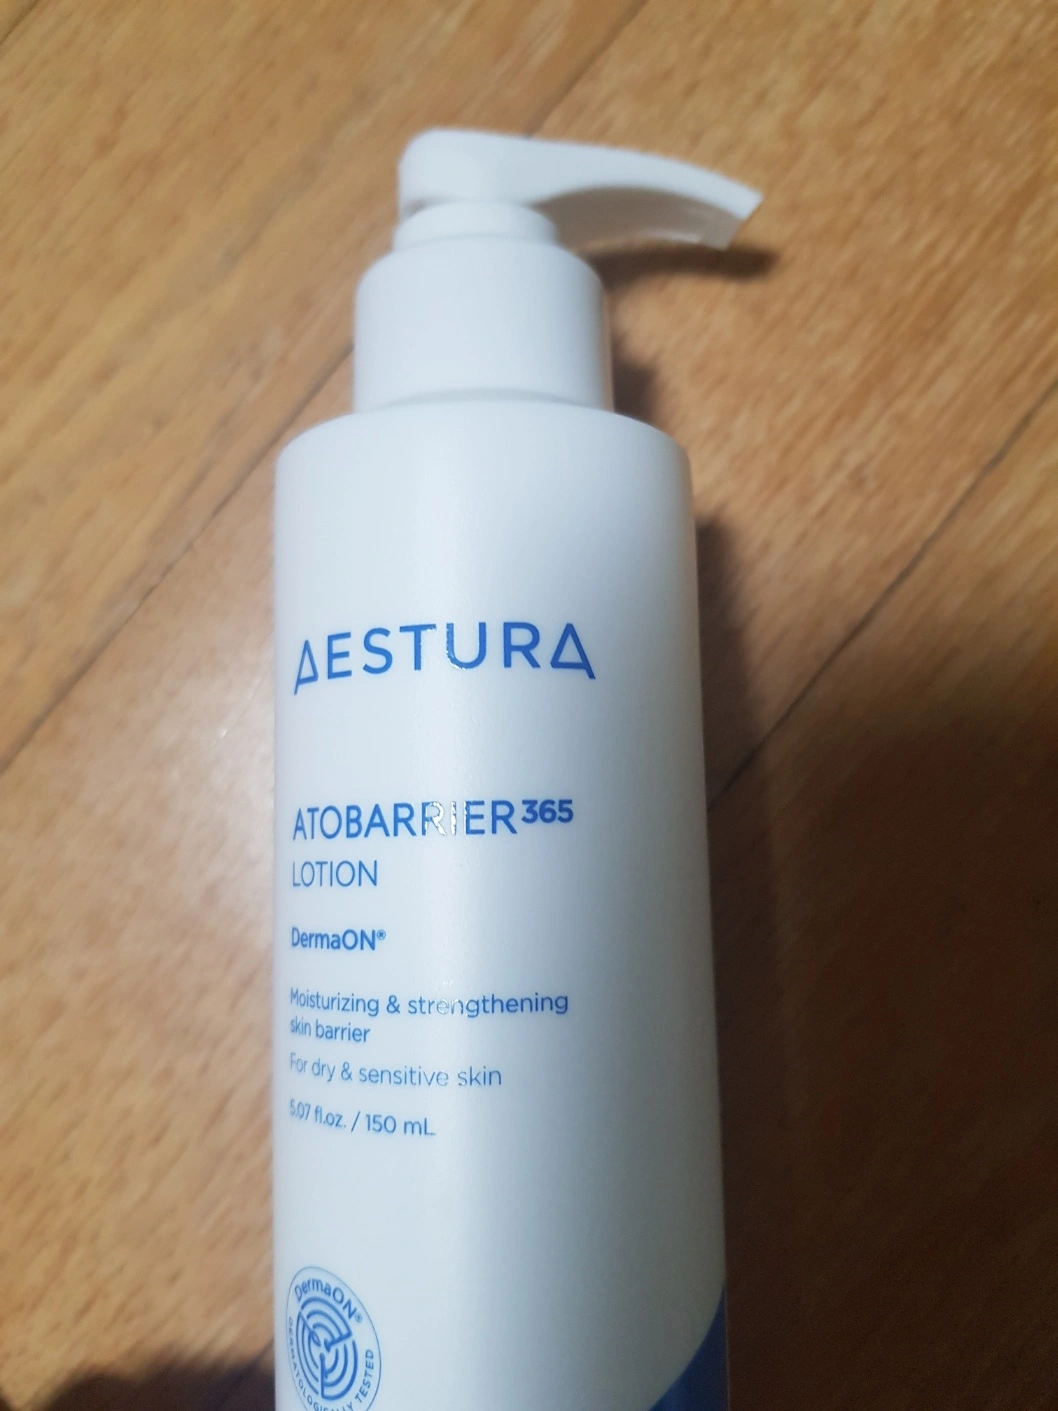 AESTURA
ATOBARRIER365
LOTION
DermaON®
Moisturizing & strengthening
skin barrier
For dry & sensitive skin
5.07 fl.oz. / 150 mL
DermaON®
DERMATOLOGICALLY TESTED